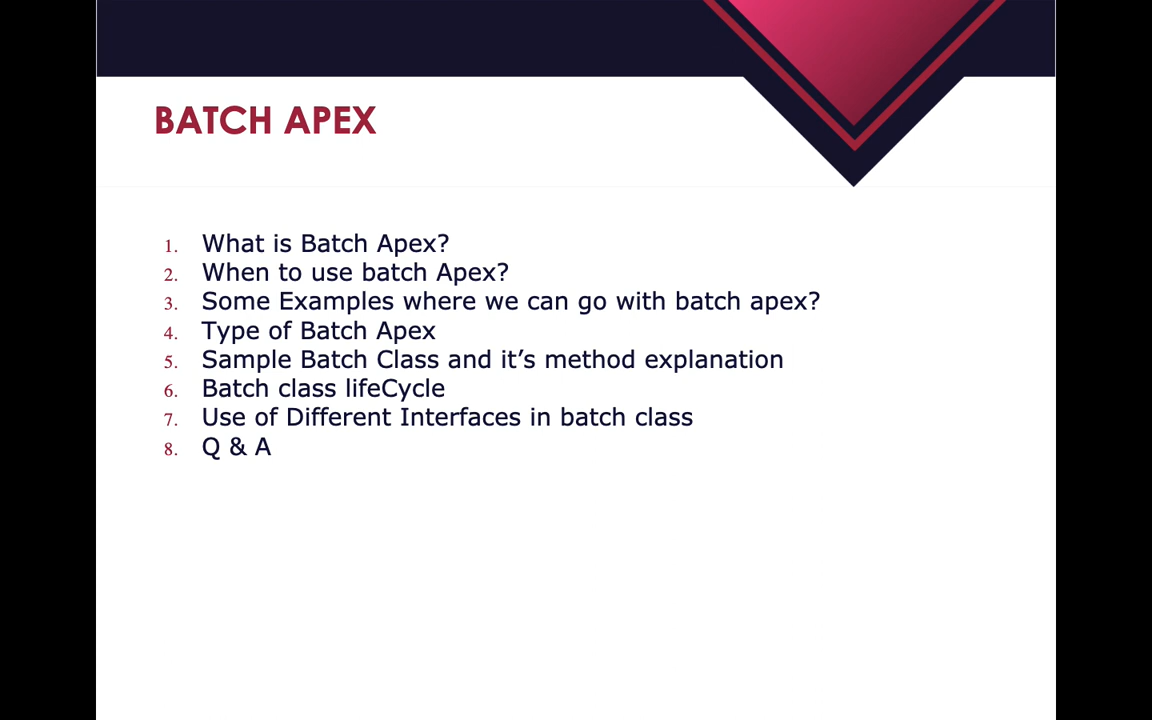 BATCH APEX
1. What is Batch Apex?
2. When to use batch Apex?
3. Some Examples where we can go with batch apex?
4. Type of Batch Apex
5. Sample Batch Class and it’s method explanation
6. Batch class lifeCycle
7. Use of Different Interfaces in batch class
8. Q & A